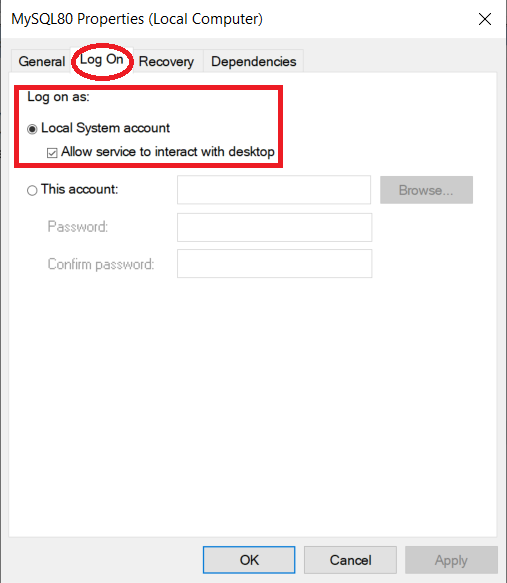 MySQL80 Properties (Local Computer)
General Log On Recovery Dependencies
Log on as:
Local System account
Allow service to interact with desktop
This account:
Browse...
Password:
Confirm password:
OK Cancel Apply